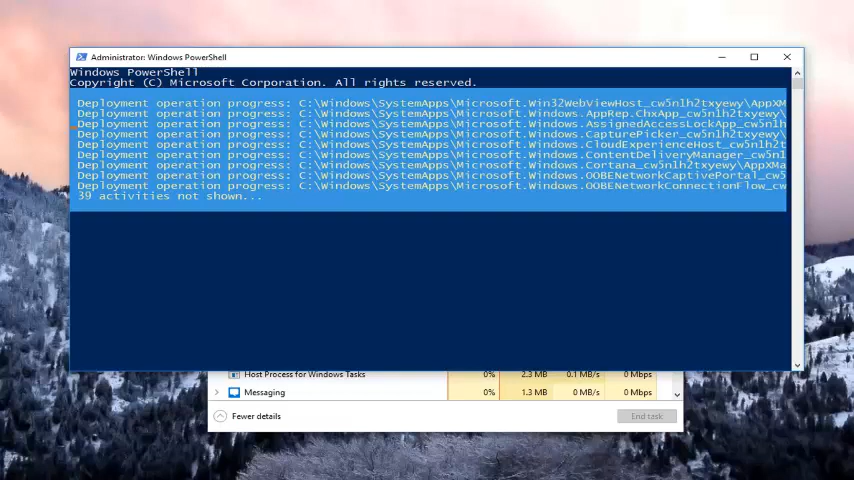 Administrator: Windows PowerShell
Windows PowerShell
Copyright (C) Microsoft Corporation. All rights reserved.
Deployment operation progress: C:\Windows\SystemApps\Microsoft.Win32WebViewHost_cw5n1h2txyewy\AppXM
Deployment operation progress: C:\Windows\SystemApps\Microsoft.Windows.AppRep.ChxApp_cw5n1h2txyewy\
Deployment operation progress: C:\Windows\SystemApps\Microsoft.Windows.AssignedAccessLockApp_cw5n1h
Deployment operation progress: C:\Windows\SystemApps\Microsoft.Windows.CapturePicker_cw5n1h2txyewy\
Deployment operation progress: C:\Windows\SystemApps\Microsoft.Windows.CloudExperienceHost_cw5n1h2t
Deployment operation progress: C:\Windows\SystemApps\Microsoft.Windows.ContentDeliveryManager_cw5n1
Deployment operation progress: C:\Windows\SystemApps\Microsoft.Windows.Cortana_cw5n1h2txyewy\AppXMa
Deployment operation progress: C:\Windows\SystemApps\Microsoft.Windows.OOBENetworkCaptivePortal_cw5
Deployment operation progress: C:\Windows\SystemApps\Microsoft.Windows.OOBENetworkConnectionFlow_cw
39 activities not shown...
Host Process for Windows Tasks 0% 2.3 MB 0.1 MB/s 0 Mbps
Messaging 0% 1.3 MB 0 MB/s 0 Mbps
Fewer details End task